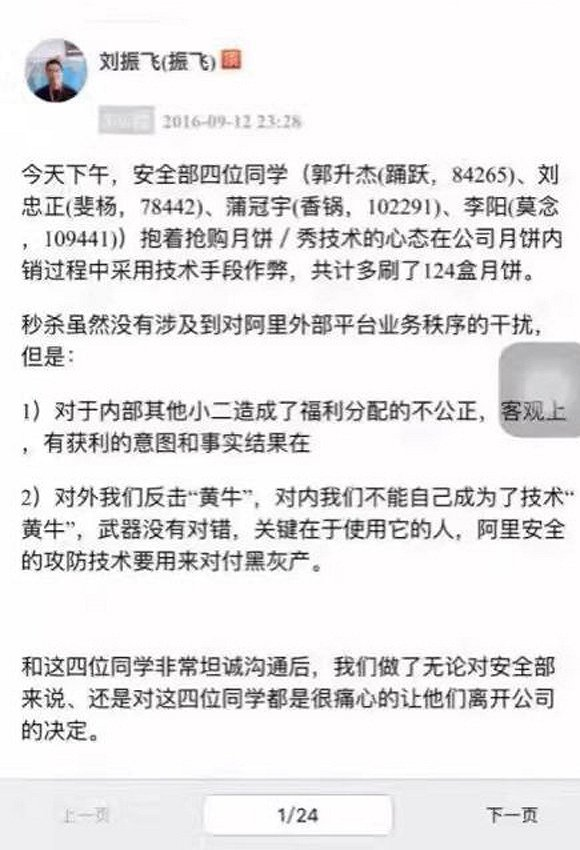 刘振飞(振飞)
2016-09-12 23:28
今天下午，安全部四位同学（郭升杰(踊跃，84265)、刘
忠正(斐杨，78442)、蒲冠宇(香锅，102291)、李阳(莫念
，109441)）抱着抢购月饼 / 秀技术的心态在公司月饼内
销过程中采用技术手段作弊，共计多刷了124盒月饼。
秒杀虽然没有涉及到对阿里外部平台业务秩序的干扰，
但是：
1）对于内部其他小二造成了福利分配的不公正，客观上
，有获利的意图和事实结果在
2）对外我们反击“黄牛”，对内我们不能自己成为了技术“
黄牛”，武器没有对错，关键在于使用它的人，阿里安全
的攻防技术要用来对付黑灰产。
和这四位同学非常坦诚沟通后，我们做了无论对安全部
来说、还是对这四位同学都是很痛心的让他们离开公司
的决定。
上一页
1/24
下一页